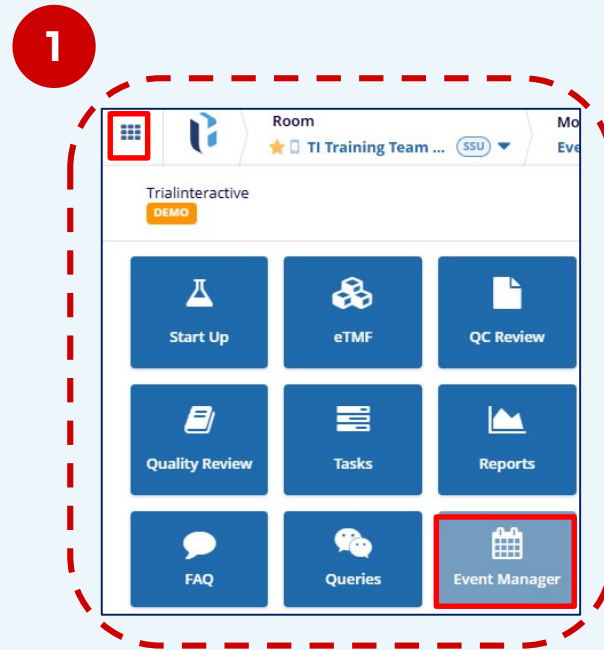 1
Room
Mo
TI Training Team ...
SSU
Eve
Trialinteractive
DEMO
Start Up
eTMF
QC Review
Quality Review
Tasks
Reports
FAQ
Queries
Event Manager